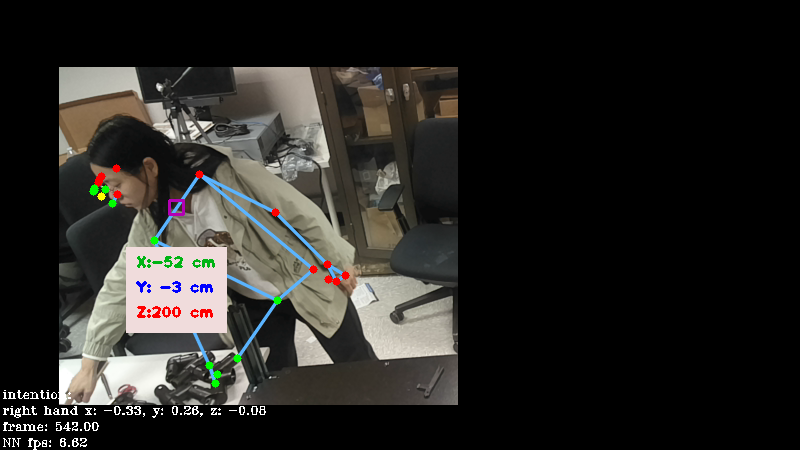 X:-52 cm
Y: -3 cm
Z:200 cm
intention:
right hand x: -0.33, y: 0.26, z: -0.08
frame: 542.00
NN fps: 6.62